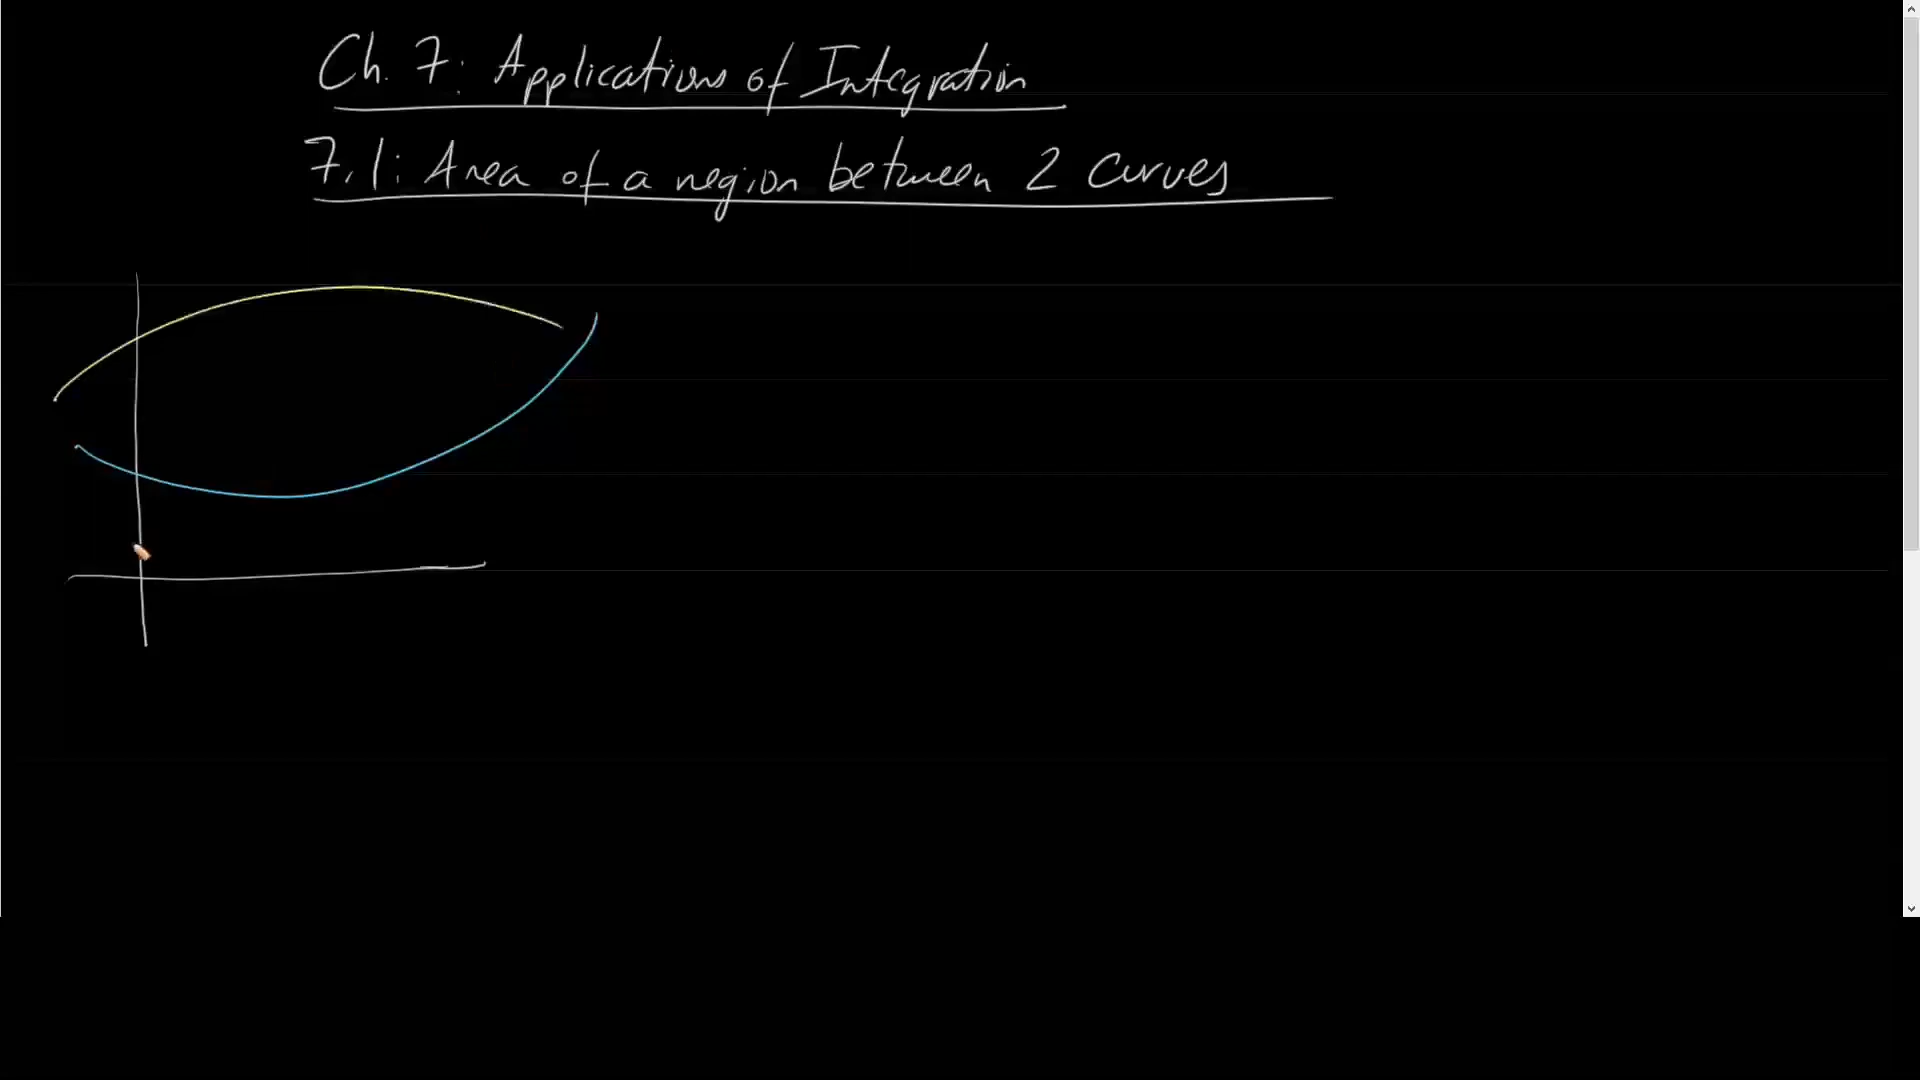 Ch. 7: Applications of Integration
7.1: Area of a region between 2 curves